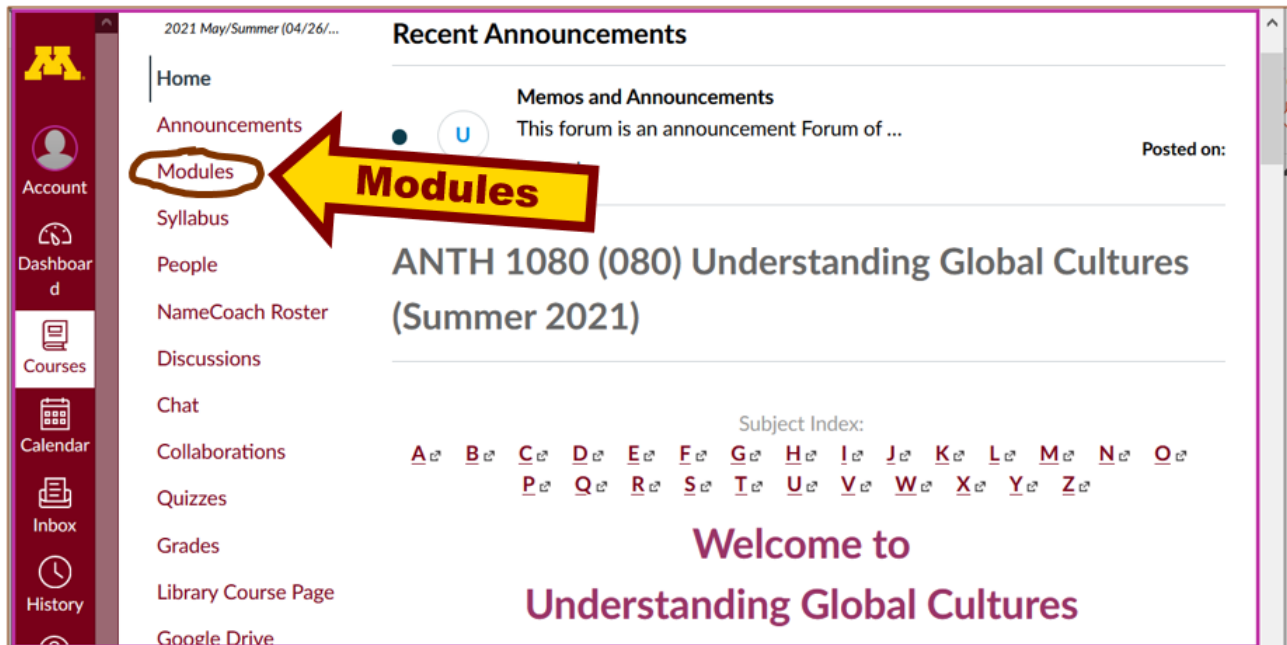 M
Account
Dashboar
d
Courses
Calendar
Inbox
History
2021 May/Summer (04/26/...
Home
Announcements
Modules
Syllabus
People
NameCoach Roster
Discussions
Chat
Collaborations
Quizzes
Grades
Library Course Page
Google Drive
Modules
Recent Announcements
U
Memos and Announcements
This forum is an announcement Forum of ...
Posted on:
ANTH 1080 (080) Understanding Global Cultures
(Summer 2021)
Subject Index:
A B C D E F G H I J K L M N O
P Q R S T U V W X Y Z
Welcome to
Understanding Global Cultures